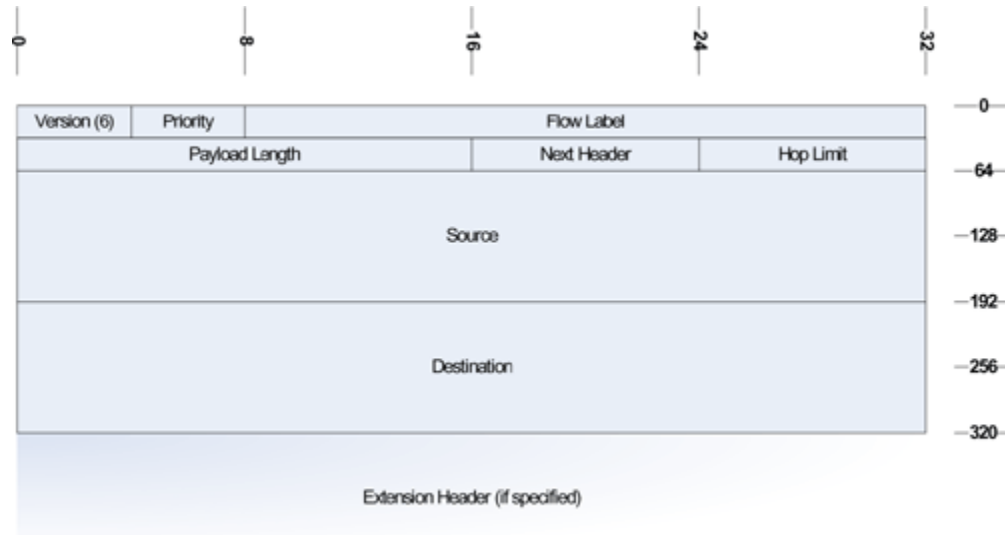 0 8 16 24 32
Version (6) Priority Flow Label 0
Payload Length Next Header Hop Limit
64
Source 128
192
Destination 256
320
Extension Header (if specified)